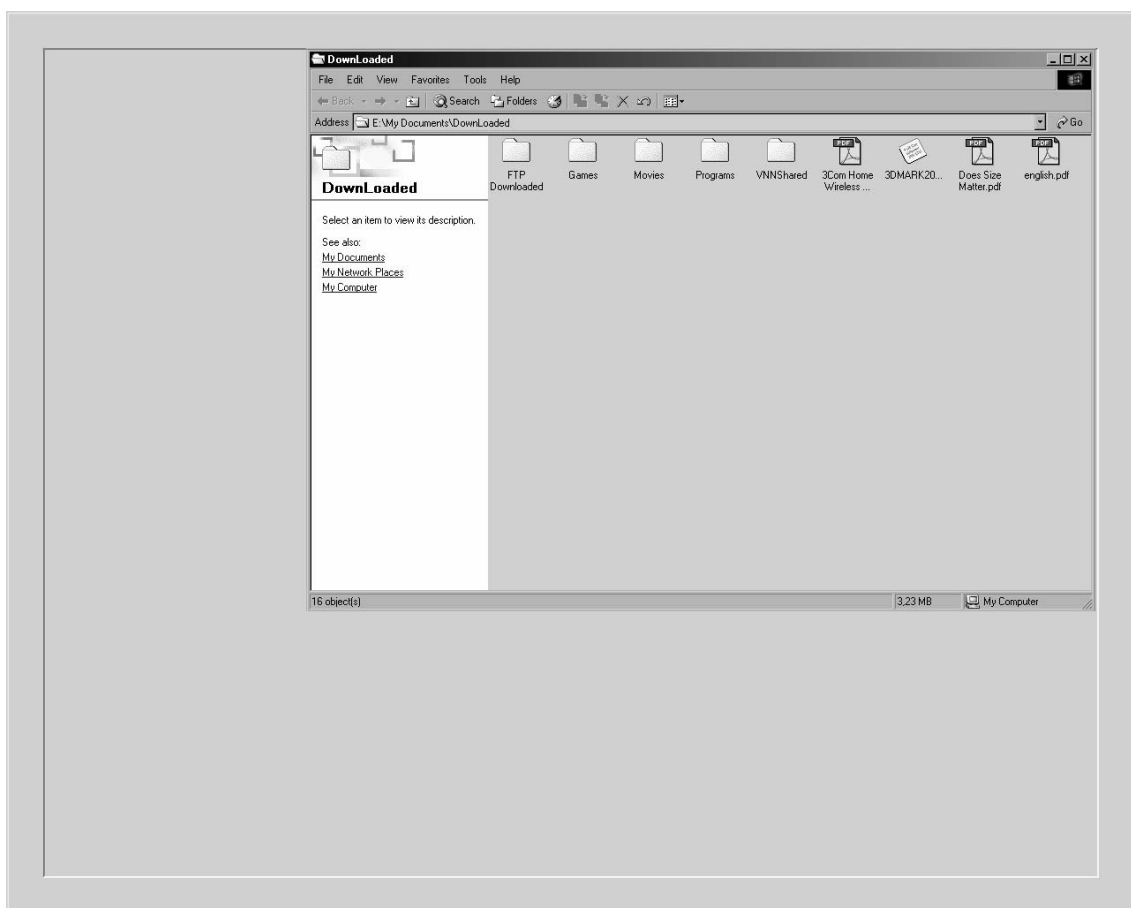 DownLoaded
File Edit View Favorites Tools Help
Back Search Folders
Address E:\My Documents\DownLoaded Go
DownLoaded
Select an item to view its description.
See also:
My Documents
My Network Places
My Computer
FTP Downloaded
Games
Movies
Programs
VNNShared
3Com Home Wireless ...
3DMARK20...
Does Size Matter.pdf
english.pdf
16 object(s) 3,23 MB My Computer